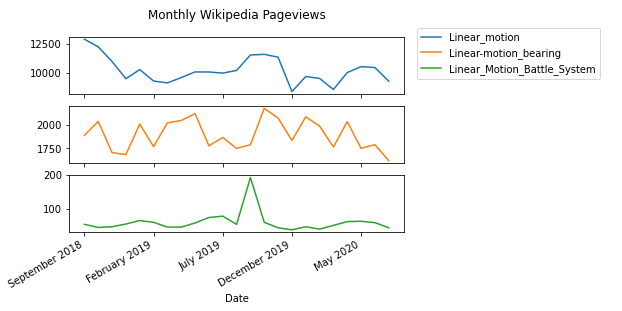 Monthly Wikipedia Pageviews
Linear_motion
Linear-motion_bearing
Linear_Motion_Battle_System
12500
10000
2000
1750
200
100
September 2018
February 2019
July 2019
December 2019
May 2020
Date